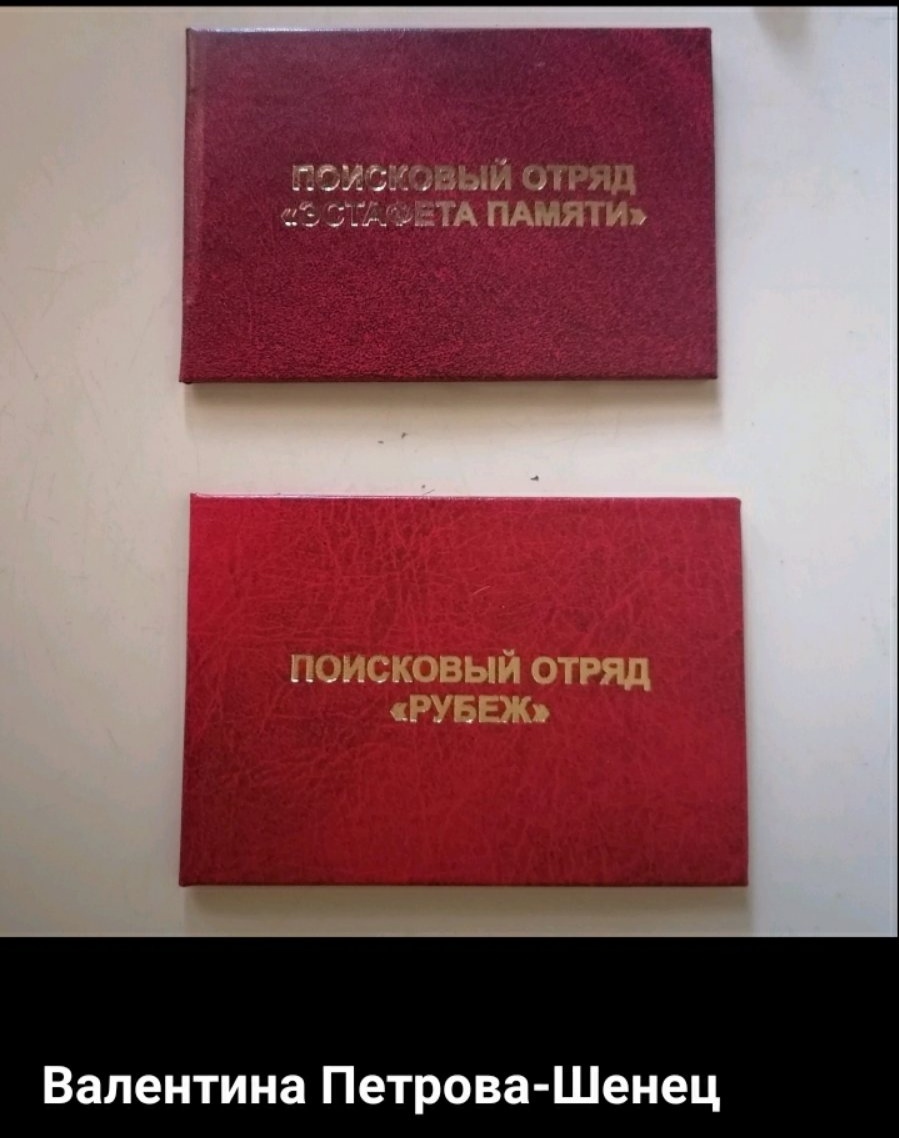 ПОИСКОВЫЙ ОТРЯД
«ЭСТАФЕТА ПАМЯТИ»
ПОИСКОВЫЙ ОТРЯД
«РУБЕЖ»
Валентина Петрова-Шенец